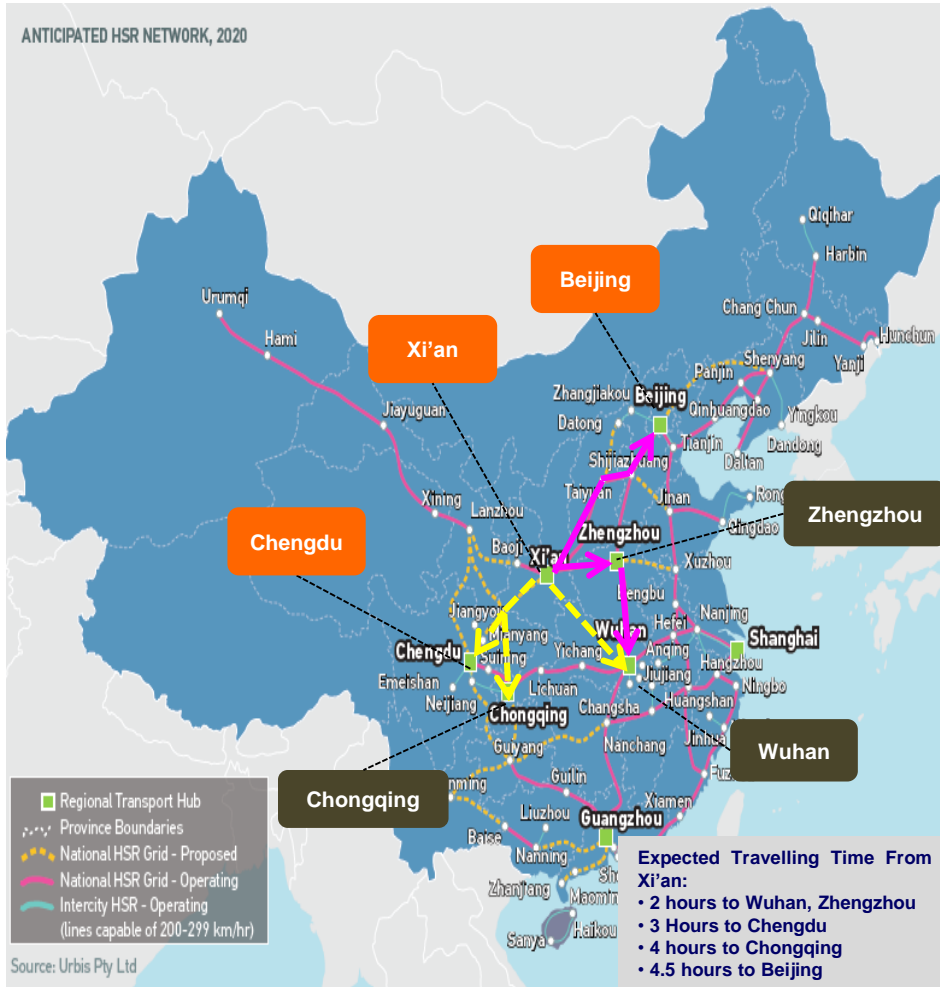 ANTICIPATED HSR NETWORK, 2020
Qiqihar
Harbin
Beijing
Urumqi
Chang Chun
Hunchun
Jilin
Xi'an
Hami
Yanji
Shenyang
Panjin
Zhangjiakou
Beijing
Jiayuguan
Datong
Qinhuangdao
Yingkou
Tianjin
Dandong
Dalian
Shijiazhuang
Taiyuan
Xining
Jinan
Lanzhou
Qingdao
Zhengzhou
Chengdu
Zhengzhou
Baoji
Xi'an
Xuzhou
Bengbu
Jiangyou
Nanjing
Mianyang
Hefei
Wuhan
Shanghai
Chengdu
Suining
Yichang
Anqing
Hangzhou
Emeishan
Lichuan
Jiujiang
Ningbo
Neijiang
Huangshan
Chongqing
Changsha
Jinhua
Nanchang
Wuhan
Guiyang
Chongqing
Guilin
Xiamen
Liuzhou
Guangzhou
Baise
Nanning
Zhanjiang
Haikou
Sanya
Regional Transport Hub
Province Boundaries
National HSR Grid - Proposed
National HSR Grid - Operating
Intercity HSR - Operating
(lines capable of 200-299 km/hr)
Source: Urbis Pty Ltd
Expected Travelling Time From
Xi'an:
• 2 hours to Wuhan, Zhengzhou
• 3 Hours to Chengdu
• 4 hours to Chongqing
• 4.5 hours to Beijing